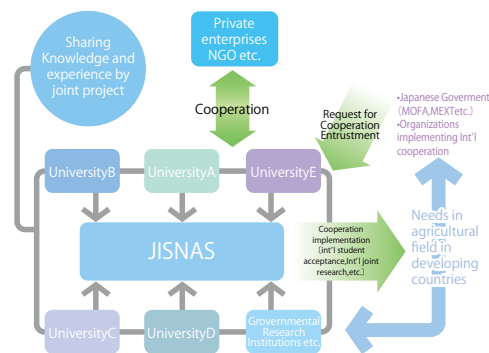 Sharing
Knowledge and
experience by
joint project
Private
enterprises
NGO etc.
Cooperation
Request for
Cooperation
Entrustment
•Japanese Goverment
(MOFA,MEXTetc.)
•Organizations
implementing Int'l
cooperation
UniversityB
UniversityA
UniversityE
JISNAS
Cooperation
implementation
(int'l student
acceptance,Int'l joint
research,etc.)
Needs in
agricultural
field in
developing
countries
UniversityC
UniversityD
Grovernmental
Research
Institutions etc.